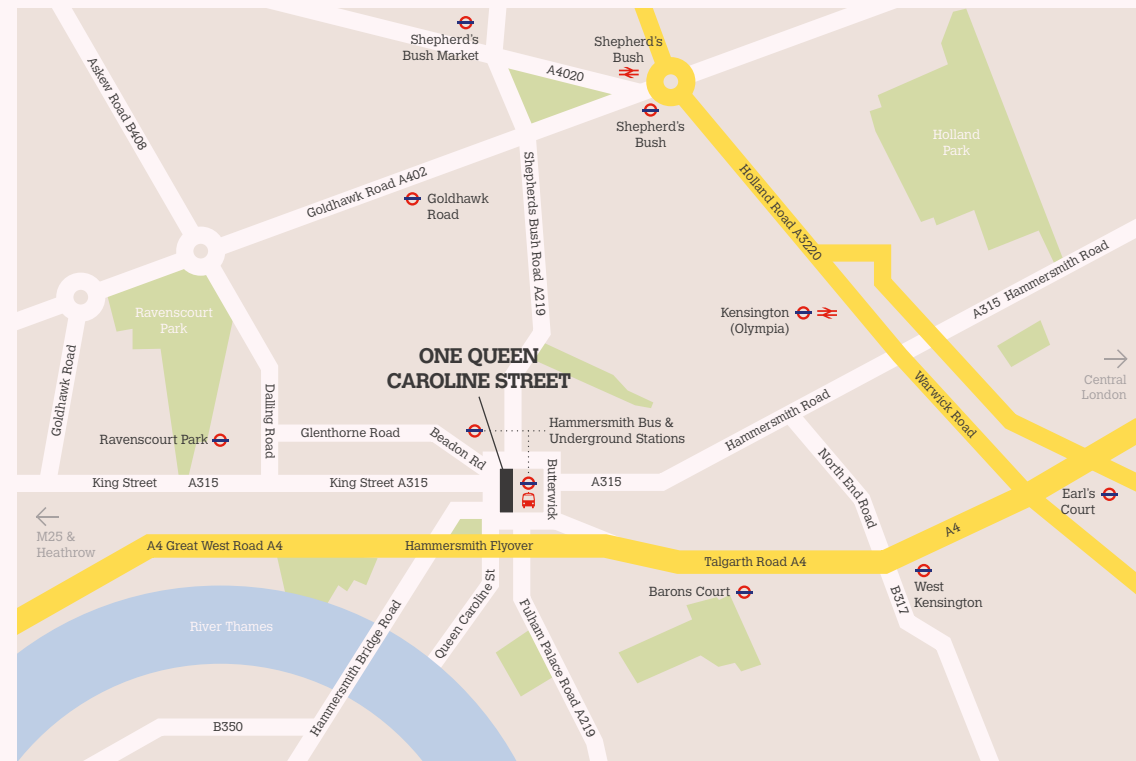 Shepherd's
Bush Market
Shepherd's
Bush
A4020
Shepherd's
Bush
Askew Road B408
Holland
Park
Goldhawk Road A402
Goldhawk
Road
Shepherds Bush Road A219
Holland Road A3220
A315 Hammersmith Road
Ravenscourt
Park
Kensington
(Olympia)
Goldhawk Road
ONE QUEEN
CAROLINE STREET
Central
London
Warwick Road
Dalling Road
Hammersmith Road
Ravenscourt Park
Glenthorne Road
Beadon Rd
Hammersmith Bus &
Underground Stations
King Street
A315
King Street A315
Butterwick
A315
North End Road
Earl's
Court
M25 &
Heathrow
A4 Great West Road A4
Hammersmith Flyover
Talgarth Road A4
A4
Barons Court
West
Kensington
B317
River Thames
Hammersmith Bridge Road
Queen Caroline St
Fulham Palace Road A219
B350